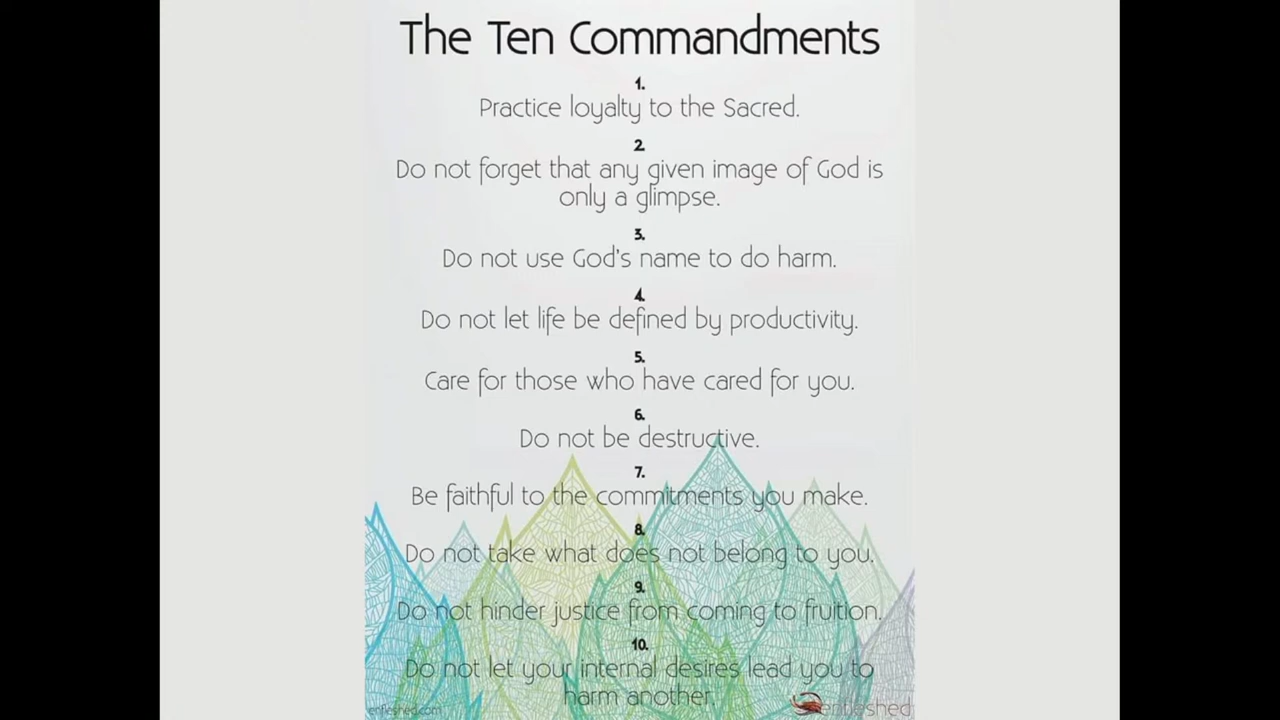 The Ten Commandments
1.
Practice loyalty to the Sacred.
2.
Do not forget that any given image of God is
only a glimpse.
3.
Do not use God's name to do harm.
4.
Do not let life be defined by productivity.
5.
Care for those who have cared for you.
6.
Do not be destructive.
7.
Be faithful to the commitments you make.
8.
Do not take what does not belong to you.
9.
Do not hinder justice from coming to fruition.
10.
Do not let your internal desires lead you to
harm another.
enfleshed.com
enfleshed